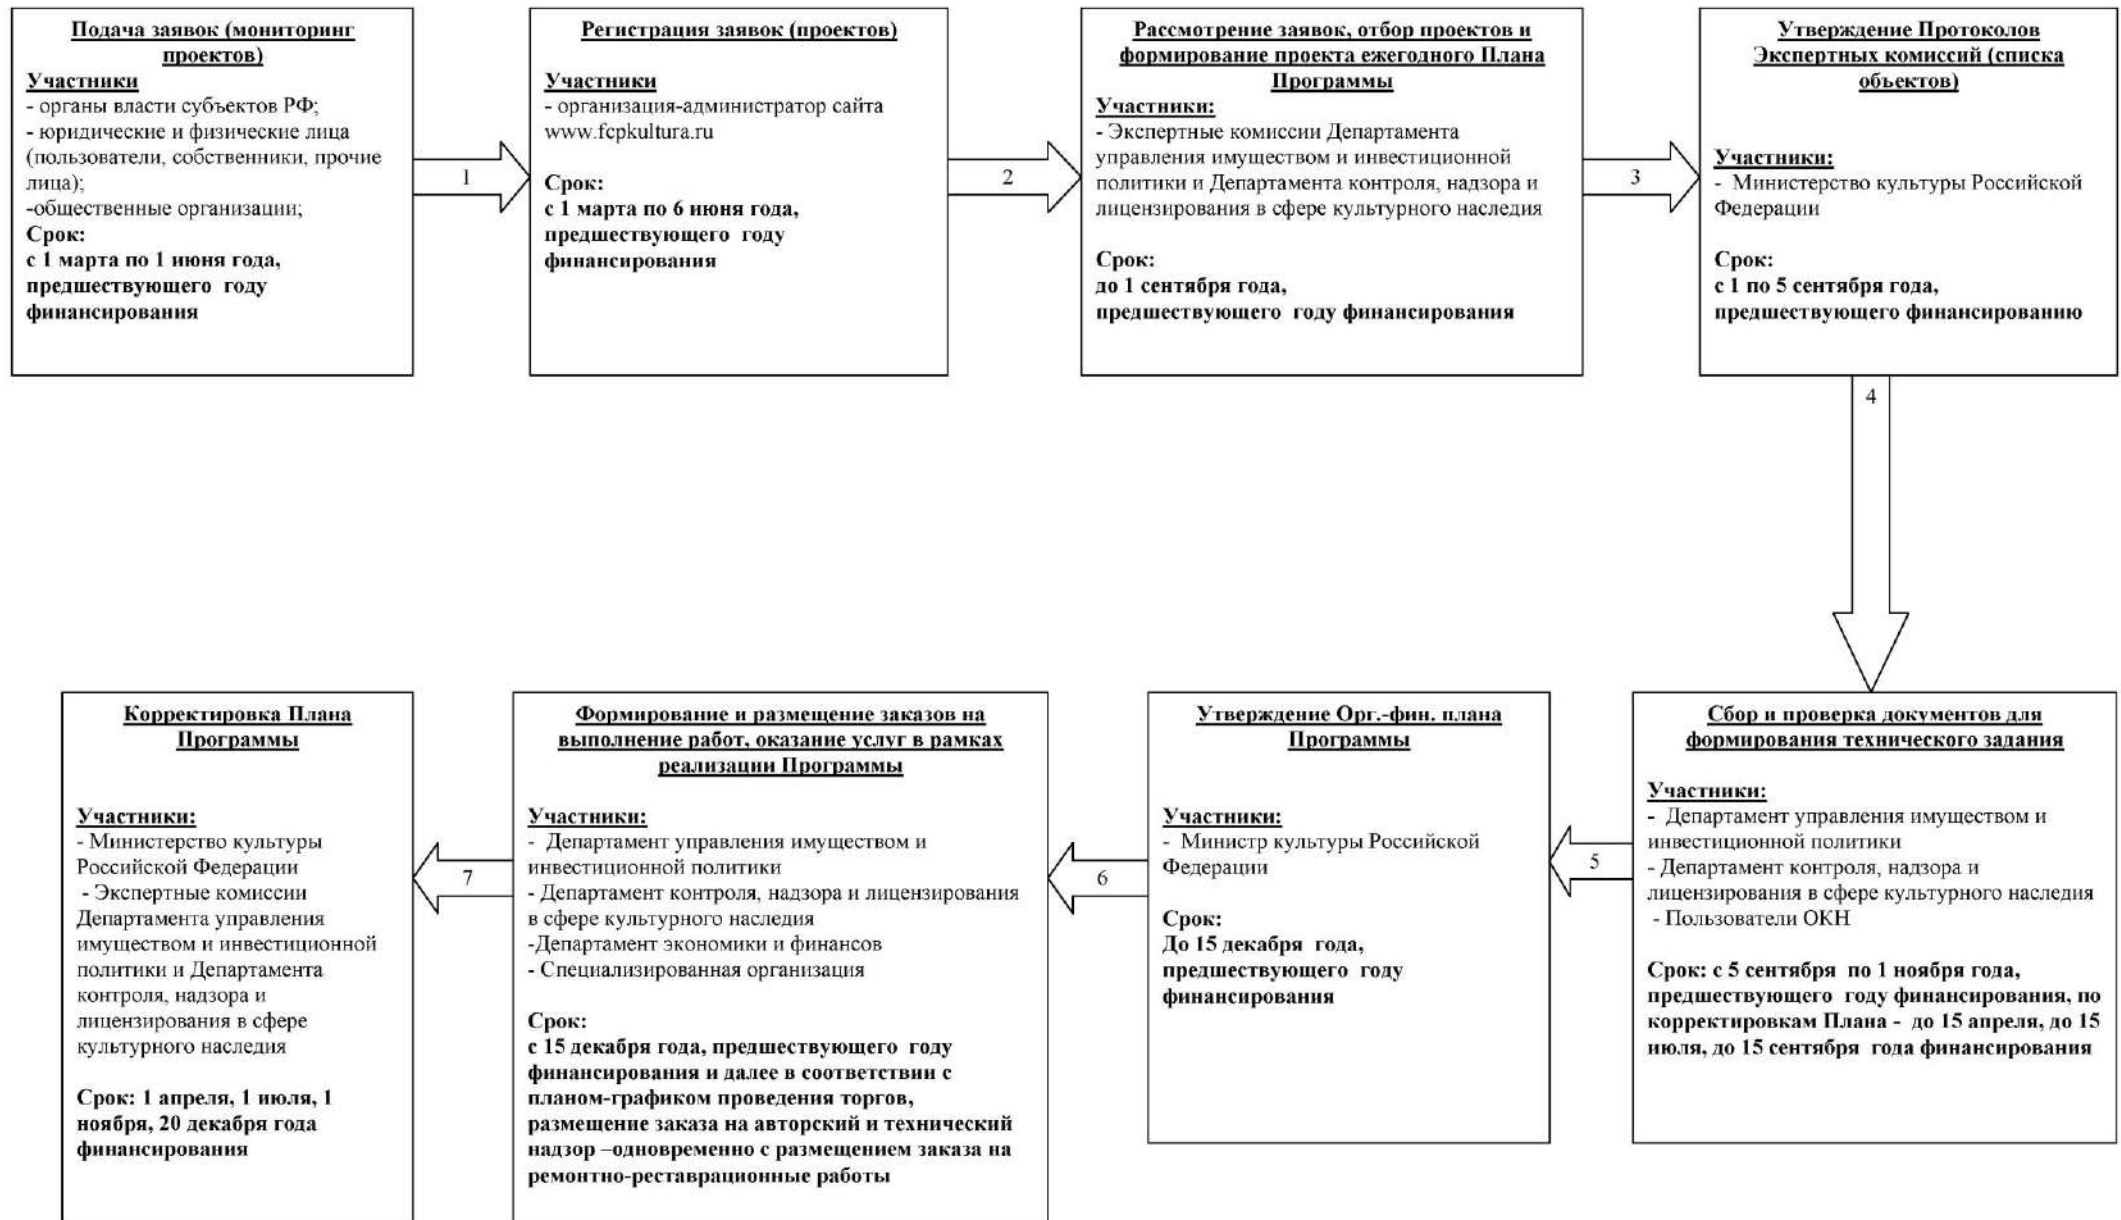 Подача заявок (мониторинг
проектов)
Участники
- органы власти субъектов РФ;
- юридические и физические лица
(пользователи, собственники, прочие
лица);
-общественные организации;
Срок:
с 1 марта по 1 июня года,
предшествующего году
финансирования
1
Регистрация заявок (проектов)
Участники
- организация-администратор сайта
www.fcpkultura.ru
Срок:
с 1 марта по 6 июня года,
предшествующего году
финансирования
2
Рассмотрение заявок, отбор проектов и
формирование проекта ежегодного Плана
Программы
Участники:
- Экспертные комиссии Департамента
управления имуществом и инвестиционной
политики и Департамента контроля, надзора и
лицензирования в сфере культурного наследия
Срок:
до 1 сентября года,
предшествующего году финансирования
3
Утверждение Протоколов
Экспертных комиссий (списка
объектов)
Участники:
- Министерство культуры Российской
Федерации
Срок:
с 1 по 5 сентября года,
предшествующего финансированию
4
Сбор и проверка документов для
формирования технического задания
Участники:
- Департамент управления имуществом и
инвестиционной политики
- Департамент контроля, надзора и
лицензирования в сфере культурного наследия
- Пользователи ОКН
Срок: с 5 сентября по 1 ноября года,
предшествующего году финансирования, по
корректировкам Плана - до 15 апреля, до 15
июля, до 15 сентября года финансирования
5
Утверждение Орг.-фин. плана
Программы
Участники:
- Министр культуры Российской
Федерации
Срок:
До 15 декабря года,
предшествующего году
финансирования
6
Формирование и размещение заказов на
выполнение работ, оказание услуг в рамках
реализации Программы
Участники:
- Департамент управления имуществом и
инвестиционной политики
- Департамент контроля, надзора и лицензирования
в сфере культурного наследия
-Департамент экономики и финансов
- Специализированная организация
Срок:
с 15 декабря года, предшествующего году
финансирования и далее в соответствии с
планом-графиком проведения торгов,
размещение заказа на авторский и технический
надзор –одновременно с размещением заказа на
ремонтно-реставрационные работы
7
Корректировка Плана
Программы
Участники:
- Министерство культуры
Российской Федерации
- Экспертные комиссии
Департамента управления
имуществом и инвестиционной
политики и Департамента
контроля, надзора и
лицензирования в сфере
культурного наследия
Срок: 1 апреля, 1 июля, 1
ноября, 20 декабря года
финансирования